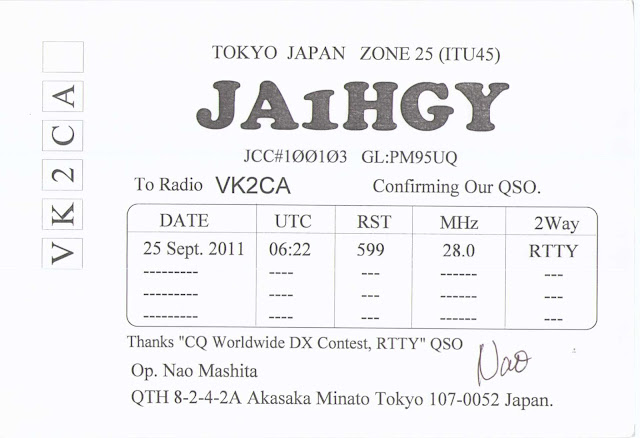 TOKYO JAPAN ZONE 25 (ITU45)
JA1HGY
JCC#1ØØ1Ø3 GL:PM95UQ
To Radio VK2CA Confirming Our QSO.
VK2CA
DATE UTC RST MHz 2Way
25 Sept. 2011 06:22 599 28.0 RTTY
--------- ---- --- ------ ---
--------- ---- --- ------ ---
--------- ---- --- ------ ---
Thanks "CQ Worldwide DX Contest, RTTY" QSO
Op. Nao Mashita
Nao
QTH 8-2-4-2A Akasaka Minato Tokyo 107-0052 Japan.